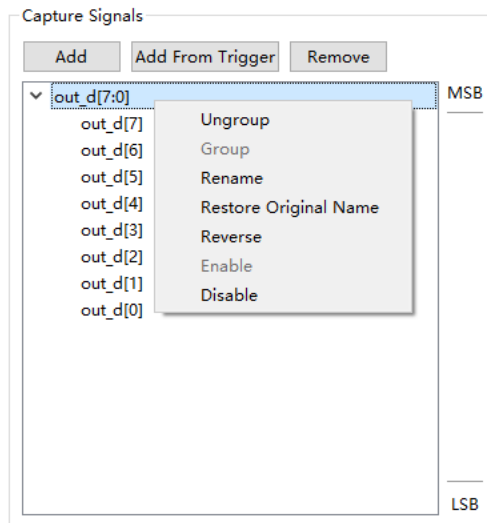 Capture Signals
Add Add From Trigger Remove
out_d[7:0] MSB
out_d[7] Ungroup
out_d[6] Group
out_d[5] Rename
out_d[4] Restore Original Name
out_d[3] Reverse
out_d[2] Enable
out_d[1] Disable
out_d[0]
LSB